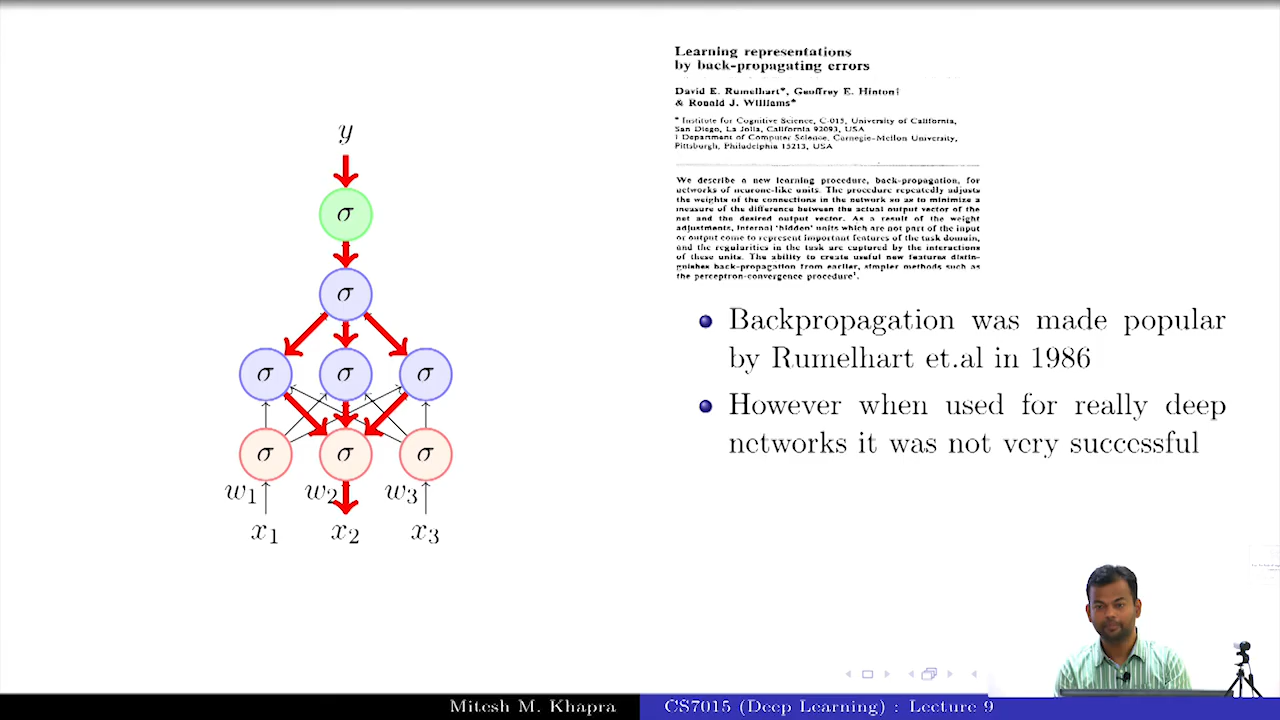 y
σ
σ
σ σ σ
σ σ σ
w1 w2 w3
x1 x2 x3
Learning representations
by back-propagating errors
David E. Rumelhart*, Geoffrey E. Hinton†
& Ronald J. Williams*
* Institute for Cognitive Science, C-015, University of California,
San Diego, La Jolla, California 92093, USA
† Department of Computer Science, Carnegie-Mellon University,
Pittsburgh, Philadelphia 15213, USA
We describe a new learning procedure, back-propagation, for
networks of neurone-like units. The procedure repeatedly adjusts
the weights of the connections in the network so as to minimize a
measure of the difference between the actual output vector of the
net and the desired output vector. As a result of the weight
adjustments, internal 'hidden' units which are not part of the input
or output come to represent important features of the task domain,
and the regularities in the task are captured by the interactions
of these units. The ability to create useful new features distin-
guishes back-propagation from earlier, simpler methods such as
the perceptron-convergence procedure¹.
Backpropagation was made popular
by Rumelhart et.al in 1986
However when used for really deep
networks it was not very successful
Mitesh M. Khapra
CS7015 (Deep Learning) : Lecture 9